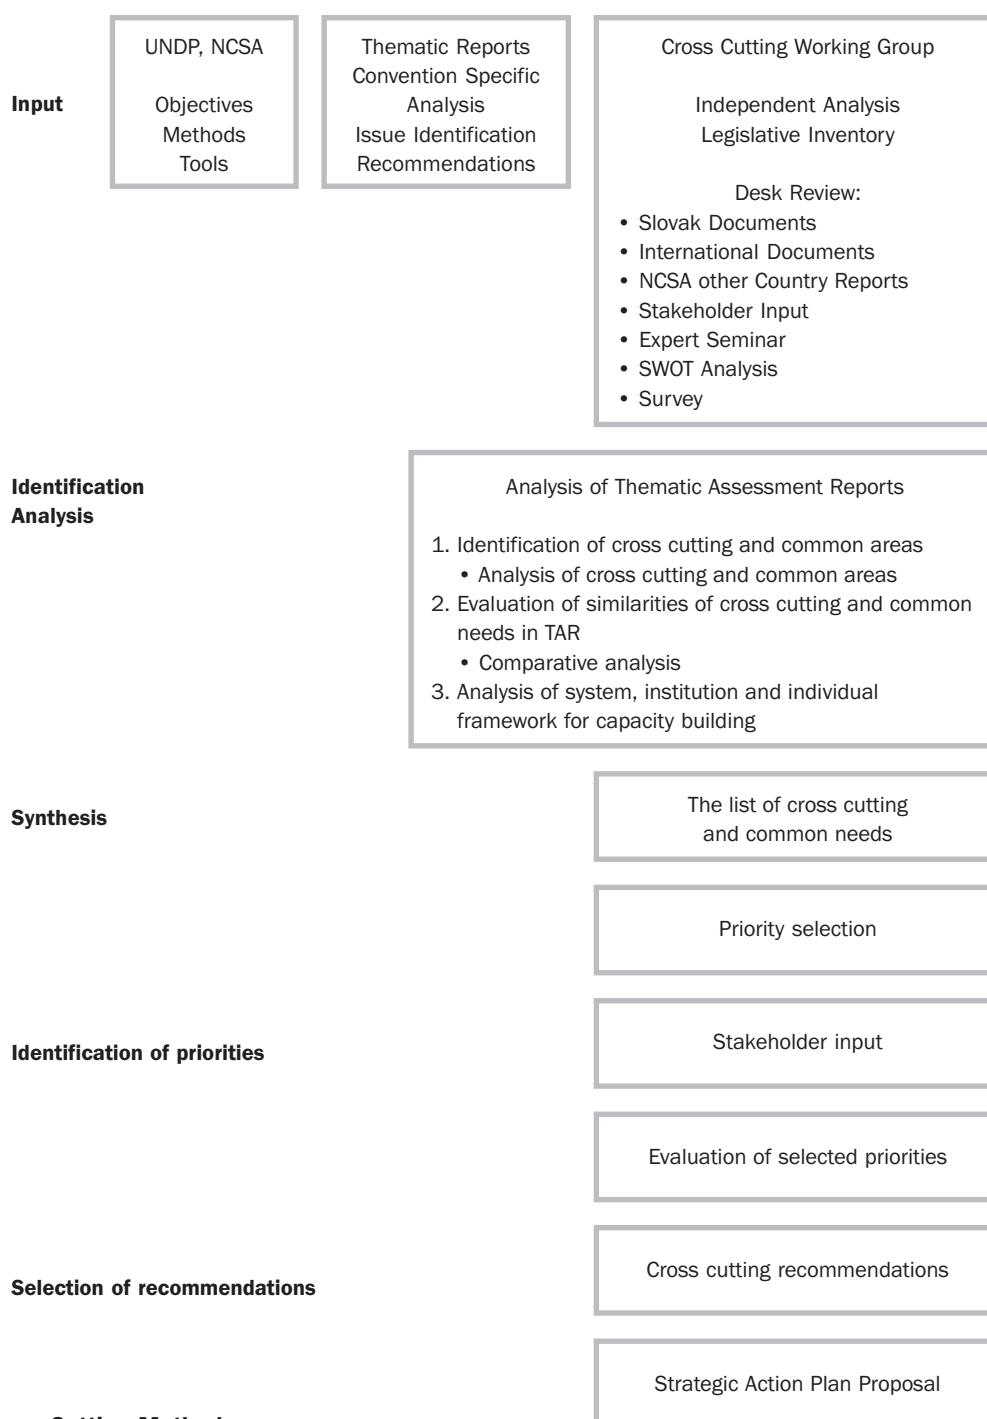 Input
UNDP, NCSA
Objectives
Methods
Tools
Thematic Reports
Convention Specific
Analysis
Issue Identification
Recommendations
Cross Cutting Working Group
Independent Analysis
Legislative Inventory
Desk Review:
• Slovak Documents
• International Documents
• NCSA other Country Reports
• Stakeholder Input
• Expert Seminar
• SWOT Analysis
• Survey
Identification
Analysis
Analysis of Thematic Assessment Reports
1. Identification of cross cutting and common areas
• Analysis of cross cutting and common areas
2. Evaluation of similarities of cross cutting and common
needs in TAR
• Comparative analysis
3. Analysis of system, institution and individual
framework for capacity building
Synthesis
The list of cross cutting
and common needs
Priority selection
Identification of priorities
Stakeholder input
Evaluation of selected priorities
Selection of recommendations
Cross cutting recommendations
Strategic Action Plan Proposal